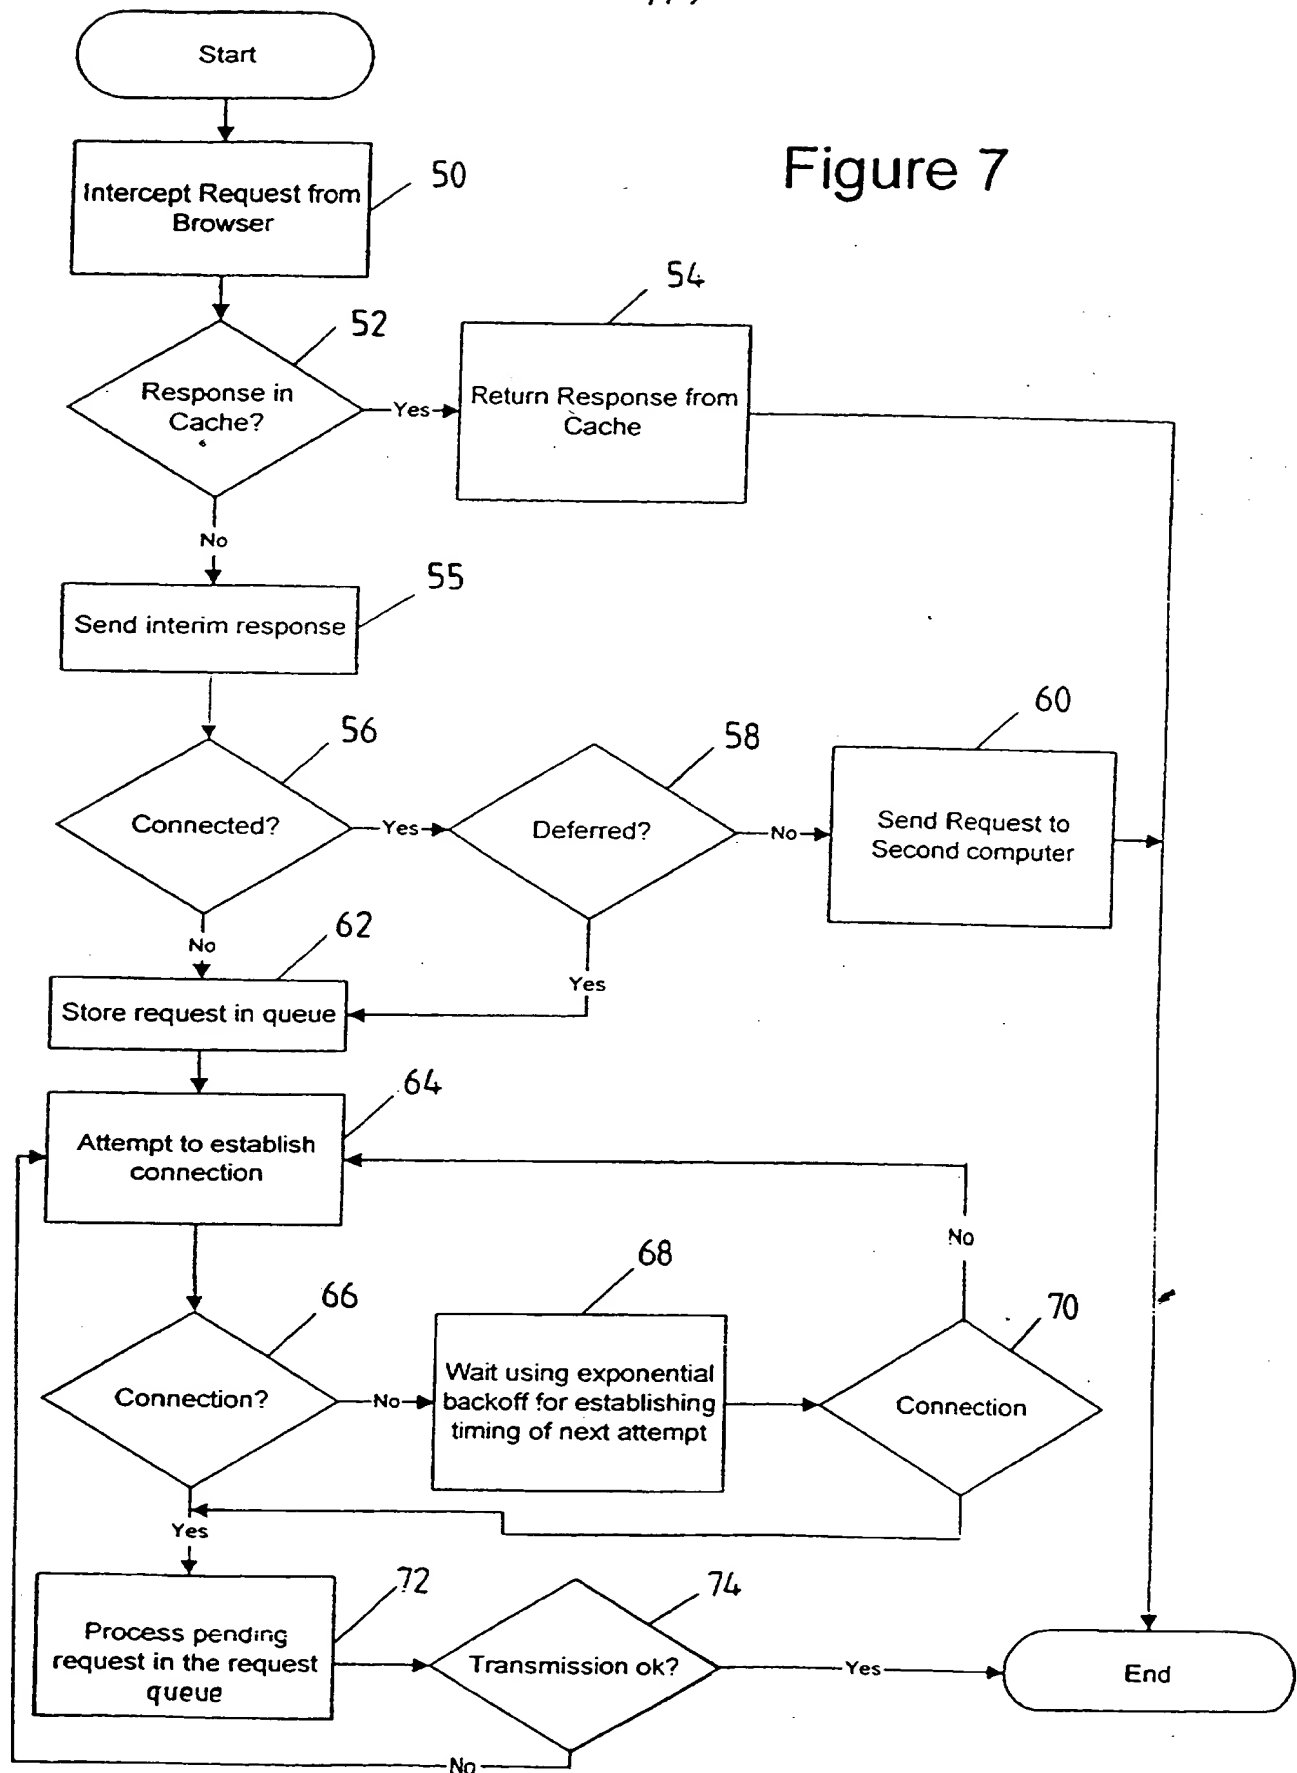 Start
Figure 7
50
Intercept Request from
Browser
54
52
Response in
Cache?
Yes
Return Response from
Cache
No
55
Send interim response
60
56
58
Connected?
Yes
Deferred?
No
Send Request to
Second computer
62
No
Yes
Store request in queue
64
Attempt to establish
connection
No
68
66
70
Connection?
No
Wait using exponential
backoff for establishing
timing of next attempt
Connection
Yes
72
74
Process pending
request in the request
queue
Transmission ok?
Yes
End
No